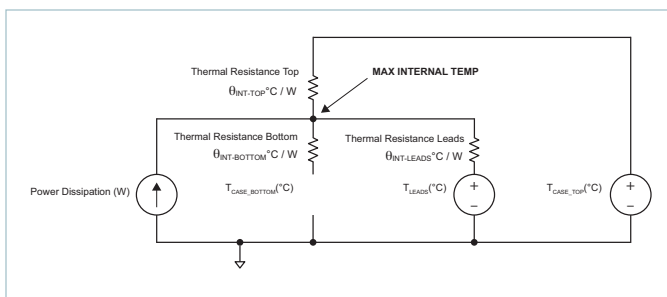 Thermal Resistance Top
θINT-TOP°C / W
MAX INTERNAL TEMP
Thermal Resistance Bottom
θINT-BOTTOM°C / W
Thermal Resistance Leads
θINT-LEADS°C / W
Power Dissipation (W)
TCASE_BOTTOM(°C)
TLEADS(°C)
+
–
TCASE_TOP(°C)
+
–